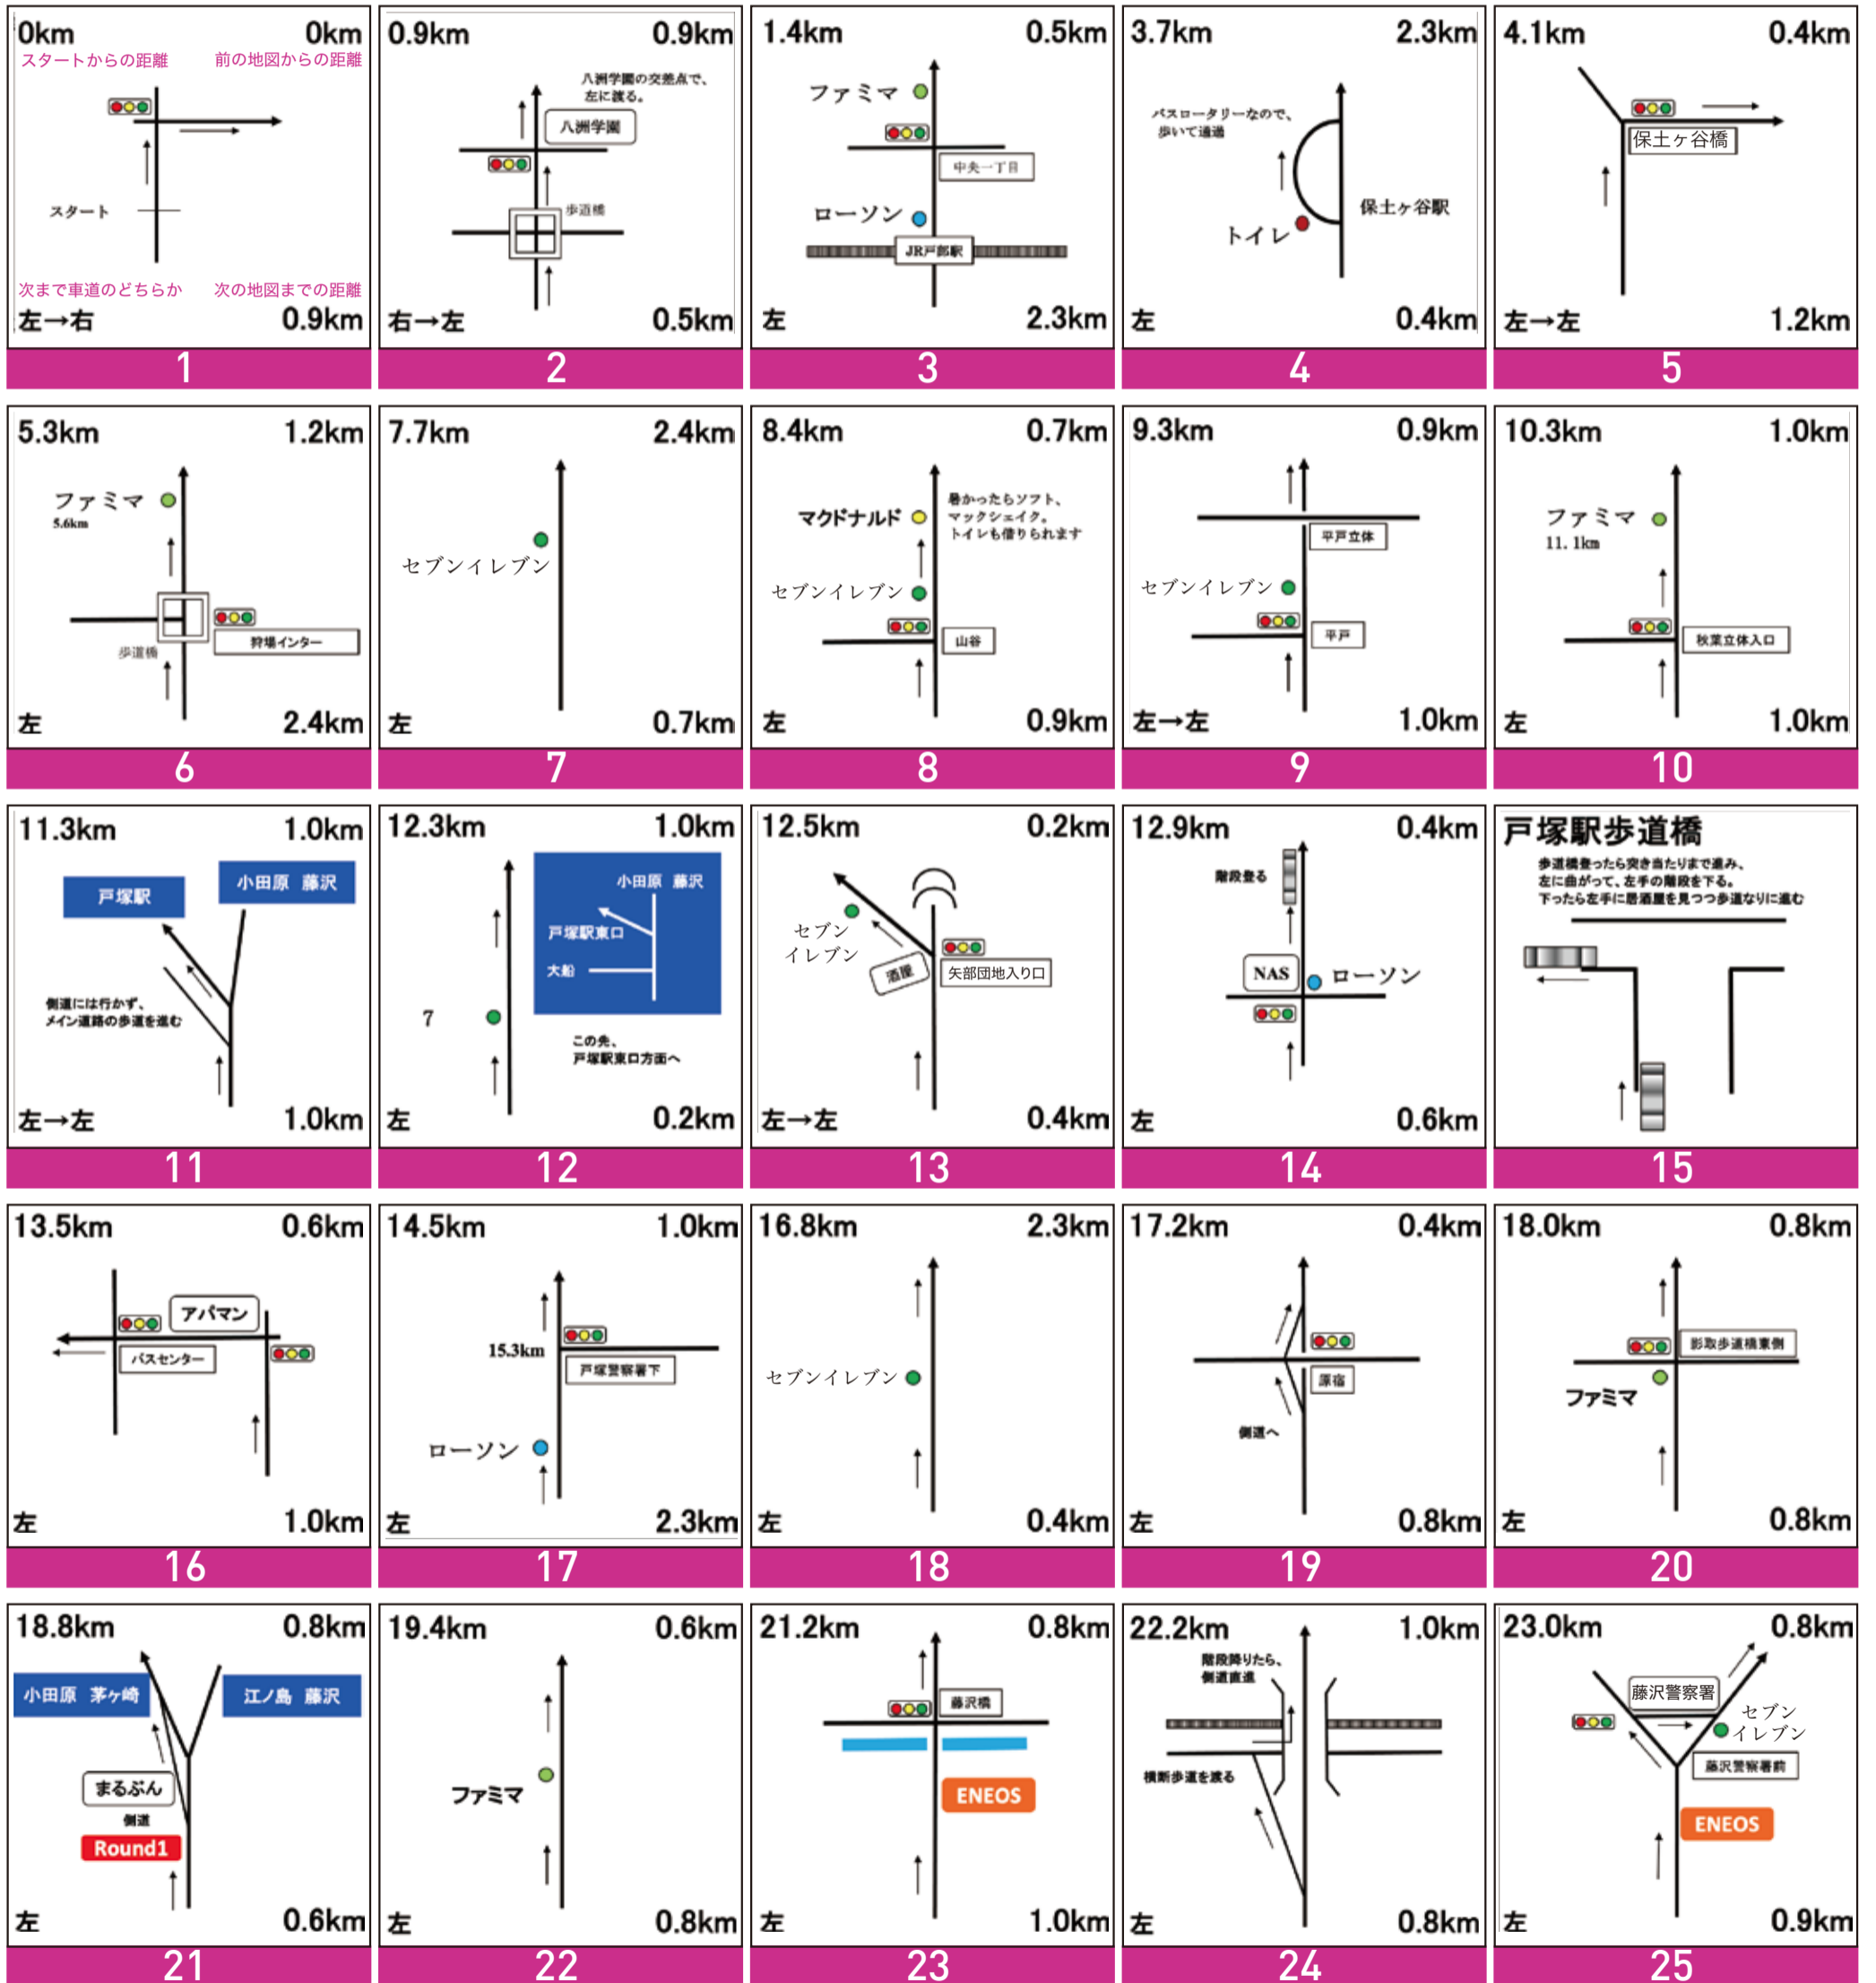 0km 0km
スタートからの距離 前の地図からの距離
スタート
次まで車道のどちらか 次の地図までの距離
左→右 0.9km
1
0.9km 0.9km
八洲学園の交差点で、
左に渡る。
八洲学園
歩道橋
右→左 0.5km
2
1.4km 0.5km
ファミマ
中央一丁目
ローソン
JR戸部駅
左 2.3km
3
3.7km 2.3km
バスロータリーなので、
歩いて通過
保土ヶ谷駅
トイレ
左 0.4km
4
4.1km 0.4km
保土ヶ谷橋
左→左 1.2km
5
5.3km 1.2km
ファミマ
5.6km
狩場インター
歩道橋
左 2.4km
6
7.7km 2.4km
セブンイレブン
左 0.7km
7
8.4km 0.7km
マクドナルド
暑かったらソフト、
マックシェイク。
トイレも借りられます
セブンイレブン
山谷
左 0.9km
8
9.3km 0.9km
平戸立体
セブンイレブン
平戸
左→左 1.0km
9
10.3km 1.0km
ファミマ
11.1km
秋葉立体入口
左 1.0km
10
11.3km 1.0km
戸塚駅
小田原 藤沢
側道には行かず、
メイン道路の歩道を進む
左→左 1.0km
11
12.3km 1.0km
小田原 藤沢
戸塚駅東口
大船
7
この先、
戸塚駅東口方面へ
左 0.2km
12
12.5km 0.2km
セブン
イレブン
酒屋
矢部団地入り口
左→左 0.4km
13
12.9km 0.4km
階段登る
NAS
ローソン
左 0.6km
14
戸塚駅歩道橋
歩道橋登ったら突き当たりまで進み、
左に曲がって、左手の階段を下る。
下ったら左手に居酒屋を見つつ歩道なりに進む
15
13.5km 0.6km
アパマン
バスセンター
左 1.0km
16
14.5km 1.0km
15.3km
戸塚警察署下
ローソン
左 2.3km
17
16.8km 2.3km
セブンイレブン
左 0.4km
18
17.2km 0.4km
原宿
側道へ
左 0.8km
19
18.0km 0.8km
影取歩道橋東側
ファミマ
左 0.8km
20
18.8km 0.8km
小田原 茅ヶ崎
江ノ島 藤沢
まるぶん
側道
Round1
左 0.6km
21
19.4km 0.6km
ファミマ
左 0.8km
22
21.2km 0.8km
藤沢橋
ENEOS
左 1.0km
23
22.2km 1.0km
階段降りたら、
側道直進
横断歩道を渡る
左 0.8km
24
23.0km 0.8km
藤沢警察署
セブン
イレブン
藤沢警察署前
ENEOS
左 0.9km
25